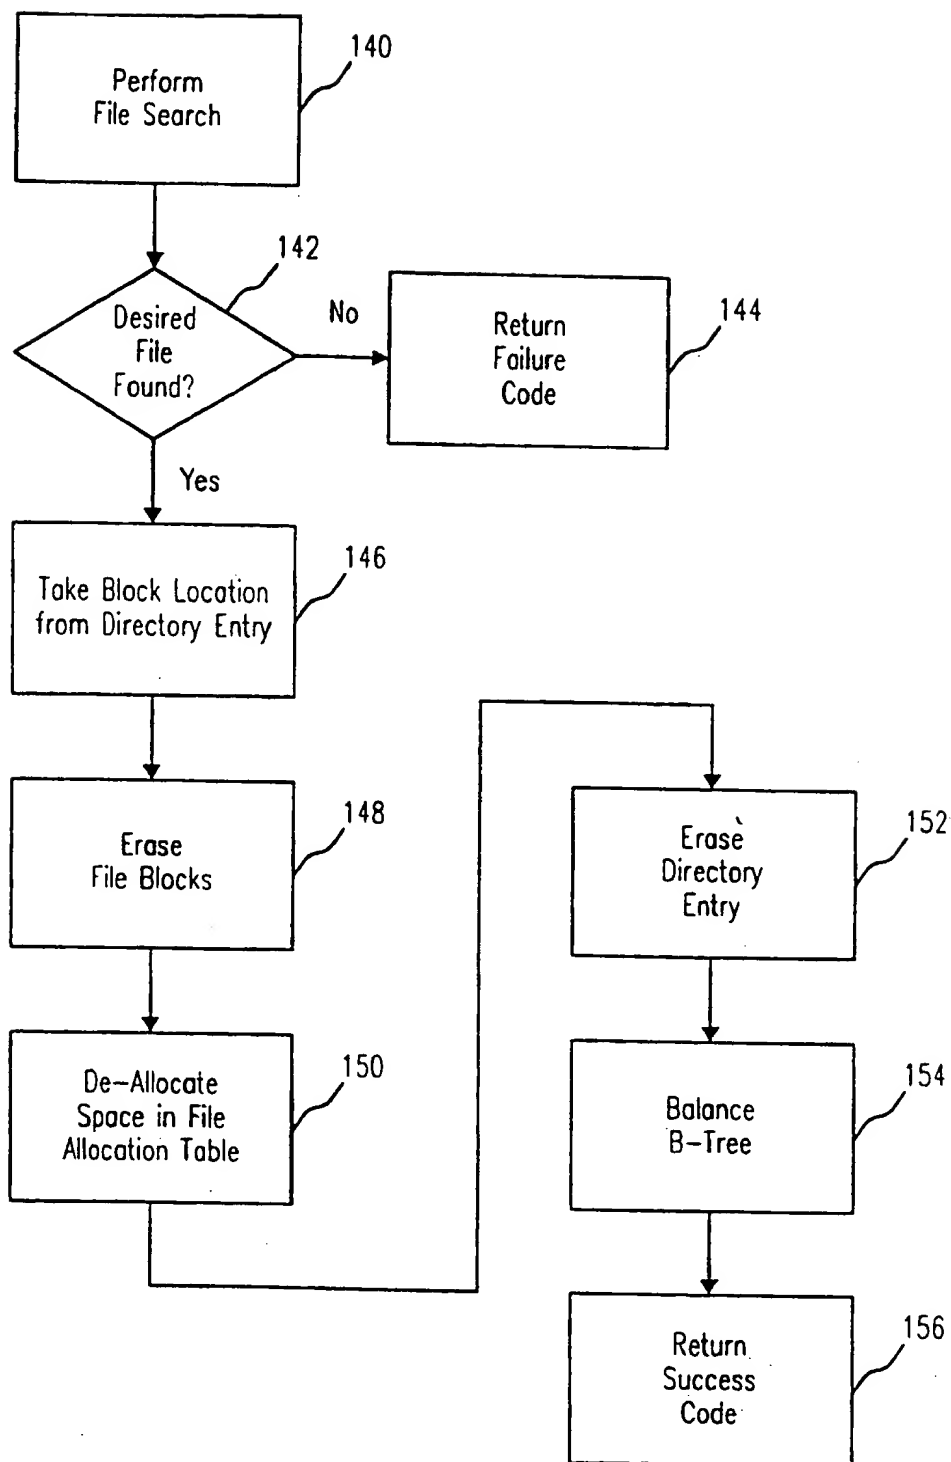 Perform
File Search
140
Desired
File
Found?
142
No
Return
Failure
Code
144
Yes
Take Block Location
from Directory Entry
146
Erase
File Blocks
148
De-Allocate
Space in File
Allocation Table
150
Erase
Directory
Entry
152
Balance
B-Tree
154
Return
Success
Code
156